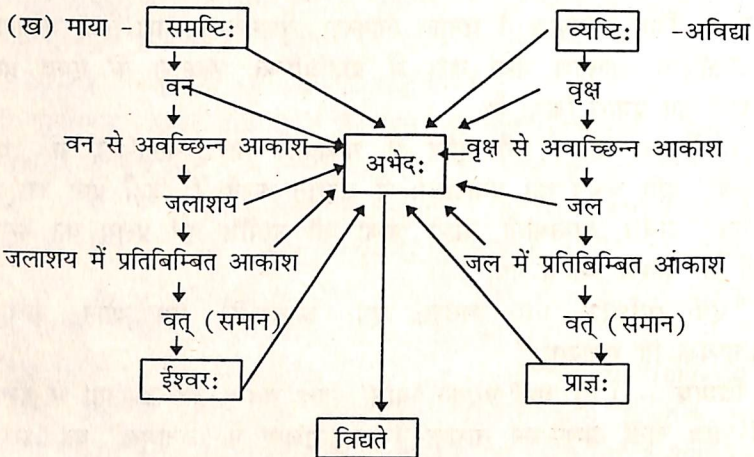 (ख) माया - समष्टिः व्यष्टिः -अविद्या
वन वृक्ष
वन से अवच्छिन्न आकाश अभेदः वृक्ष से अवाच्छिन्न आकाश
जलाशय जल
जलाशय में प्रतिबिम्बित आकाश जल में प्रतिबिम्बित आकाश
वत् (समान) वत् (समान)
ईश्वरः प्राज्ञः
विद्यते